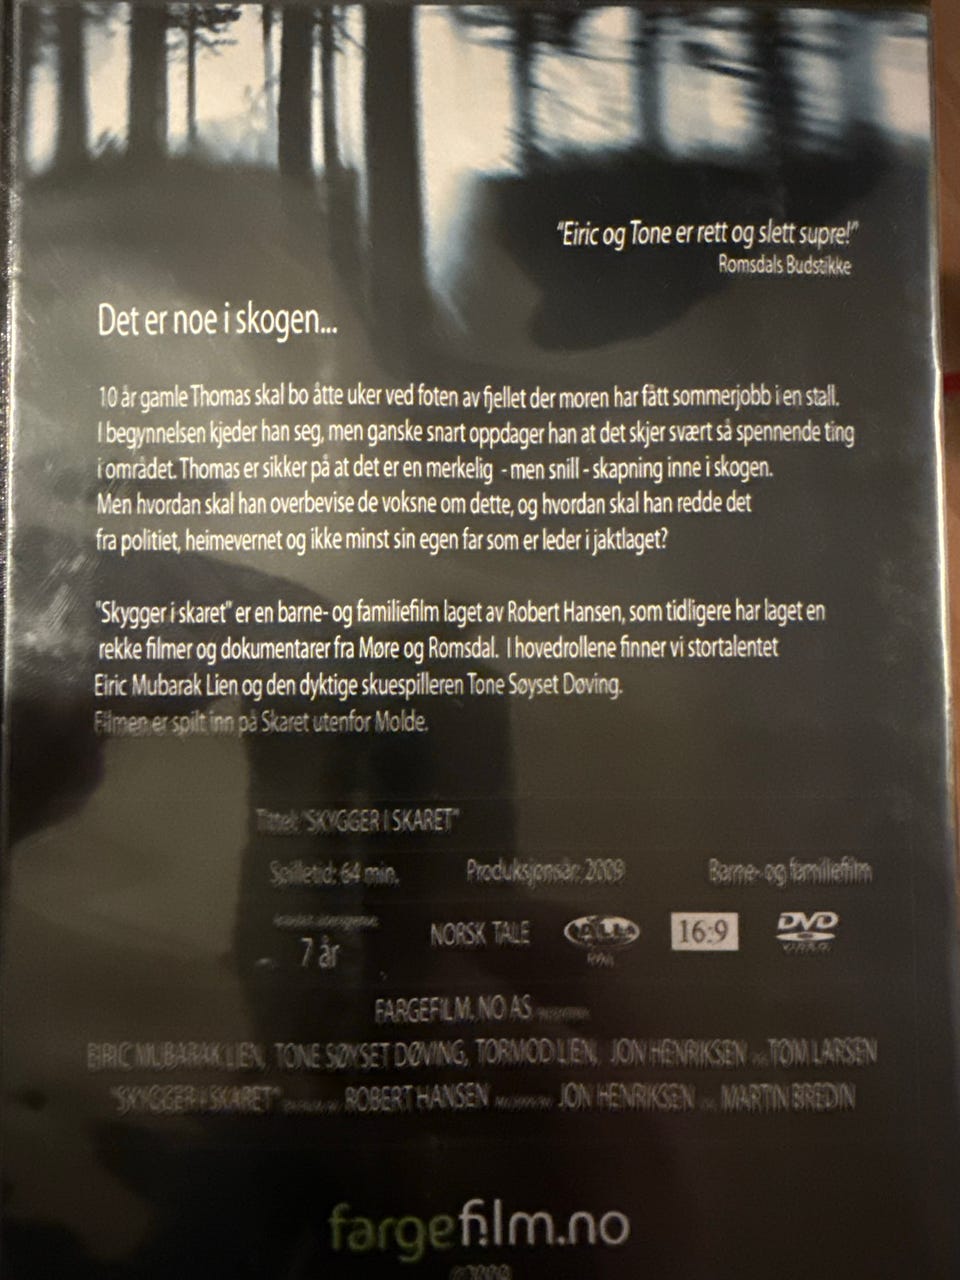 "Eiric og Tone er rett og slett supre!"
Romsdals Budstikke
Det er noe i skogen...
10 år gamle Thomas skal bo åtte uker ved foten av fjellet der moren har fått sommerjobb i en stall.
I begynnelsen kjeder han seg, men ganske snart oppdager han at det skjer svært så spennende ting
i området. Thomas er sikker på at det er en merkelig - men snill - skapning inne i skogen.
Men hvordan skal han overbevise de voksne om dette, og hvordan skal han redde det
fra politiet, heimevernet og ikke minst sin egen far som er leder i jaktlaget?
"Skygger i skaret" er en barne- og familiefilm laget av Robert Hansen, som tidligere har laget en
rekke filmer og dokumentarer fra Møre og Romsdal. I hovedrollene finner vi stortalentet
Eiric Mubarak Lien og den dyktige skuespilleren Tone Søyset Døving.
Filmen er spilt inn på Skaret utenfor Molde.
Tittel: "SKYGGER I SKARET"
Spilletid: 64 min. Produksjonsår: 2009 Barne- og familiefilm
7 år NORSK TALE ALL PAL 16:9 DVD VIDEO
FARGEFILM.NO AS
EIRIC MUBARAK LIEN, TONE SØYSET DØVING, TORMOD LIEN, JON HENRIKSEN OG TOM LARSEN
"SKYGGER I SKARET" ROBERT HANSEN JON HENRIKSEN OG MARTIN BREDIN
fargefilm.no
©2009